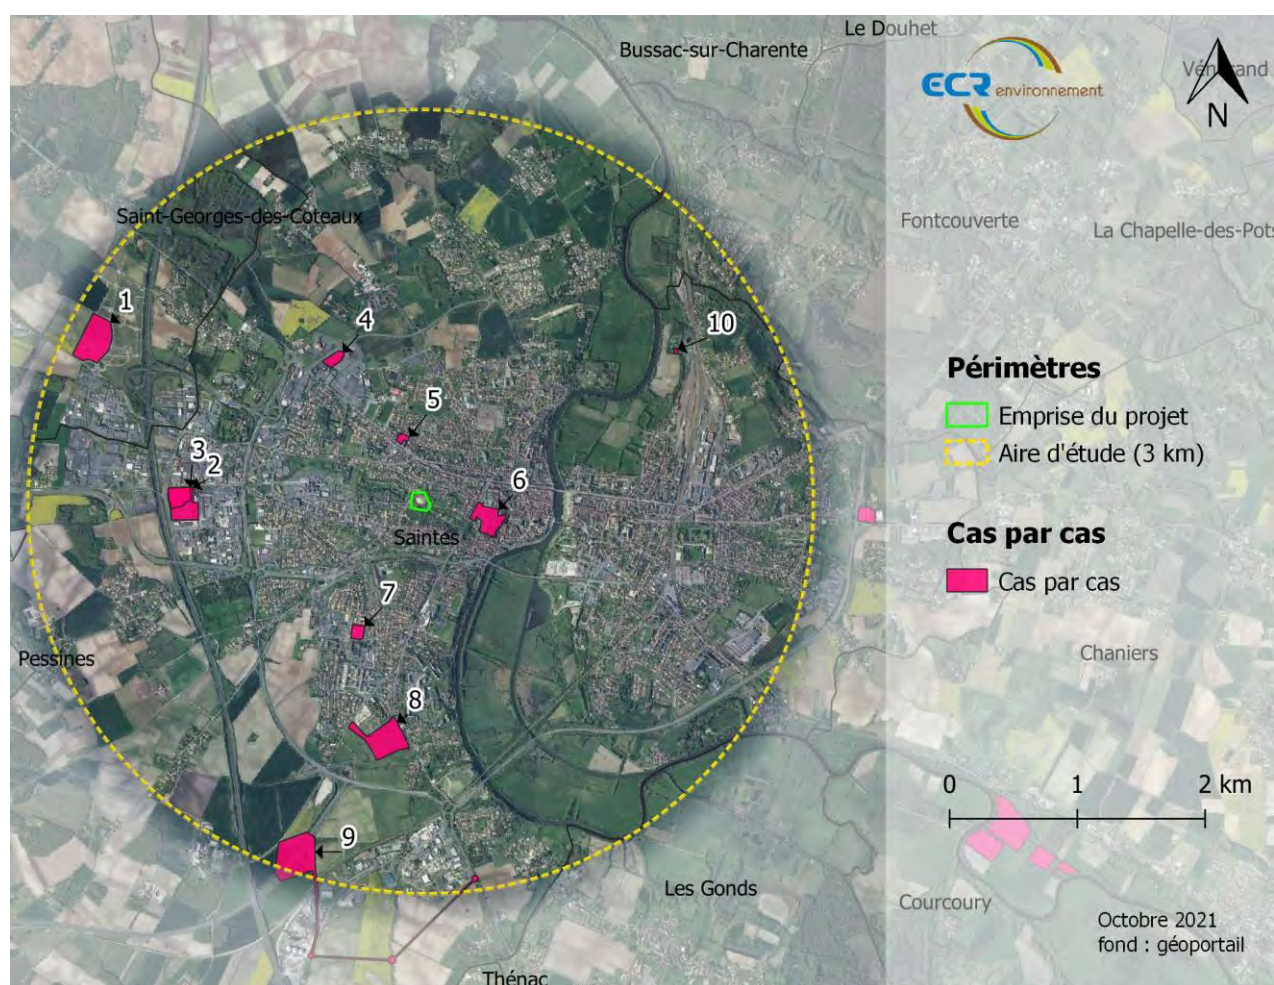 Le Douhet
Bussac-sur-Charente
ECR environnement
Vénérand
N
Saint-Georges-des-Coteaux
Fontcouverte
La Chapelle-des-Pots
1
4
10
Périmètres
5
Emprise du projet
Aire d'étude (3 km)
3
2
6
Saintes
Cas par cas
Cas par cas
7
Pessines
Chaniers
8
0 1 2 km
9
Les Gonds
Courcoury
Octobre 2021
fond : géoportail
Thénac